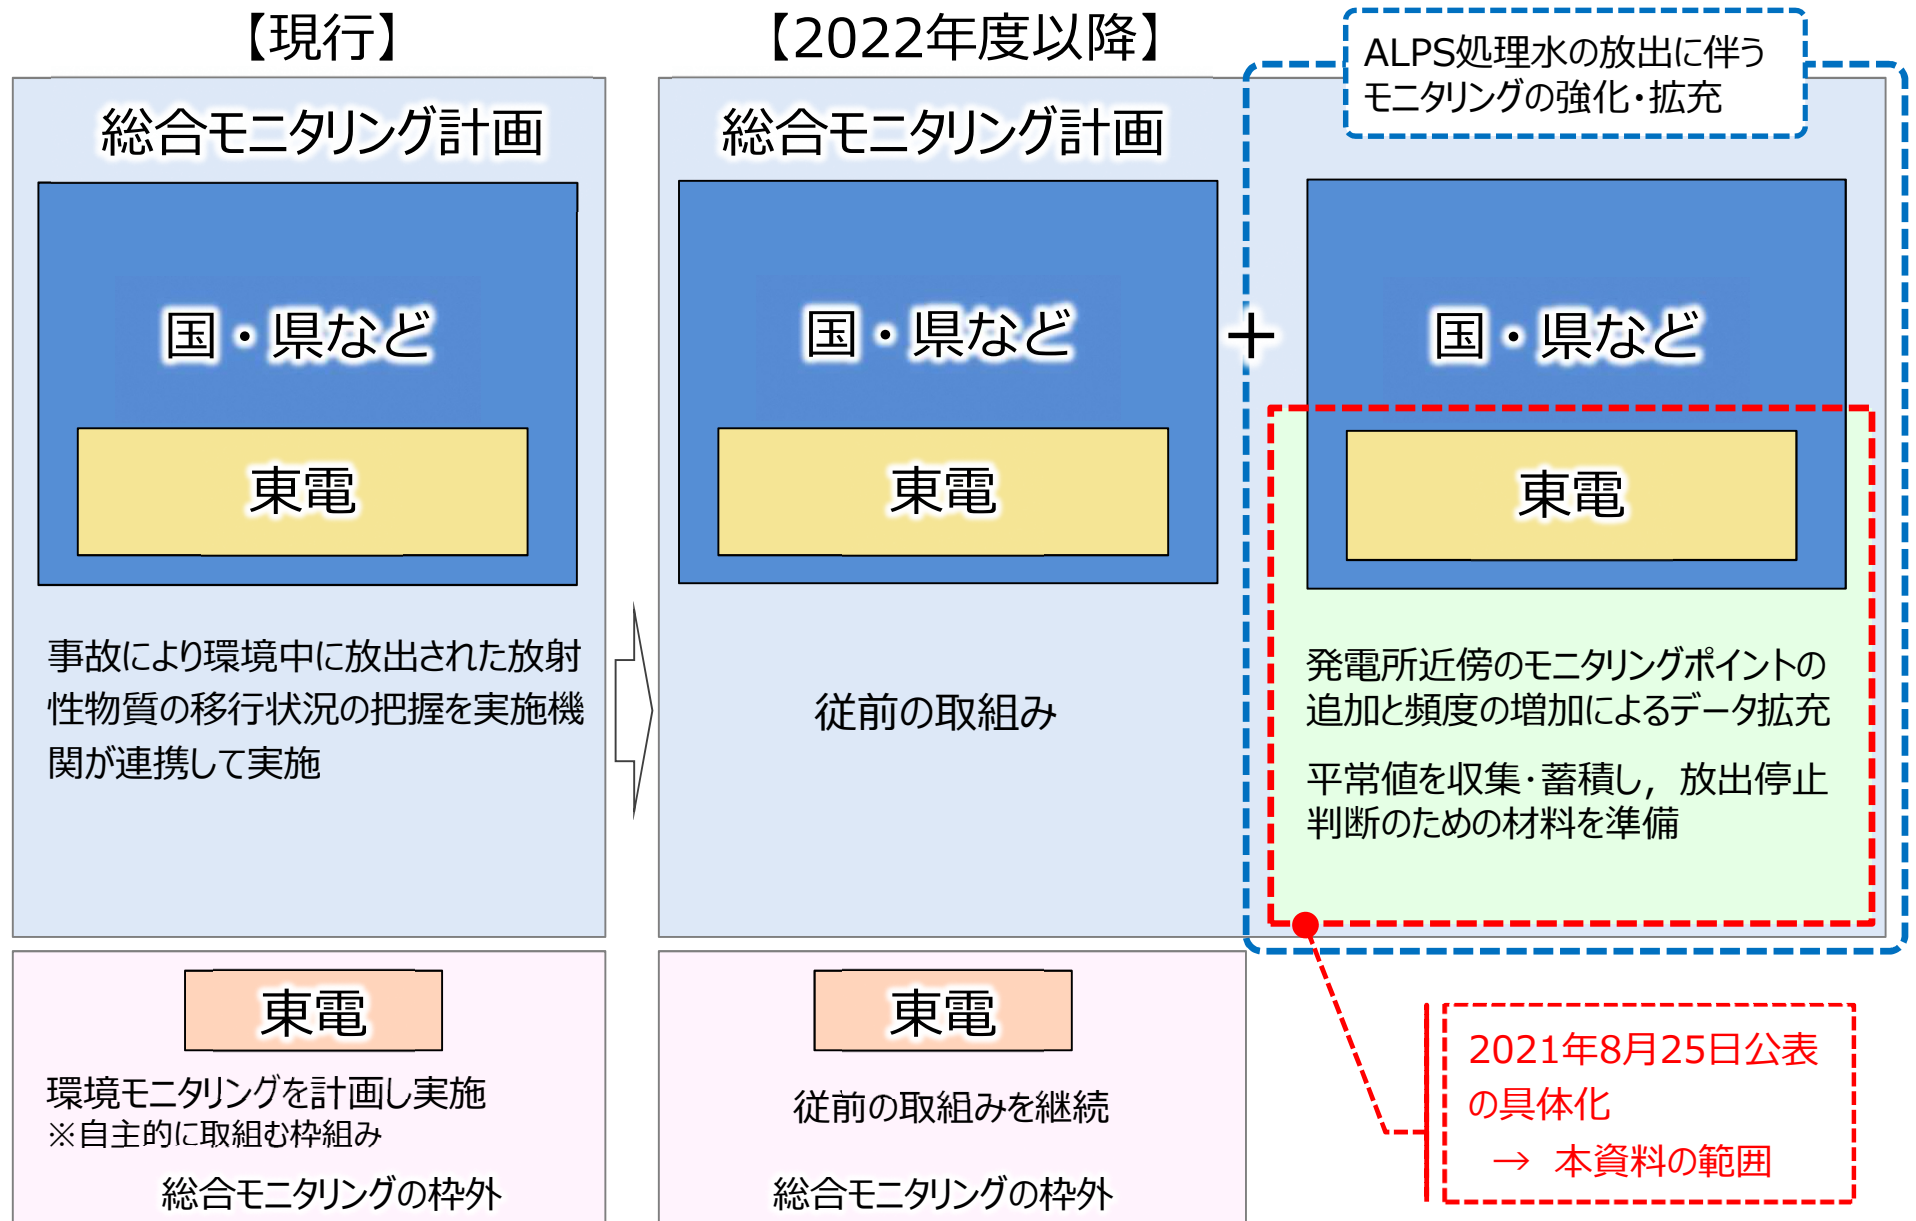 【現行】
総合モニタリング計画
国・県など
東電
事故により環境中に放出された放射
性物質の移行状況の把握を実施機
関が連携して実施
東電
環境モニタリングを計画し実施
※自主的に取組む枠組み
総合モニタリングの枠外
【2022年度以降】
総合モニタリング計画
国・県など
東電
従前の取組み
東電
従前の取組みを継続
総合モニタリングの枠外
+
ALPS処理水の放出に伴う
モニタリングの強化・拡充
国・県など
東電
発電所近傍のモニタリングポイントの
追加と頻度の増加によるデータ拡充
平常値を収集・蓄積し，放出停止
判断のための材料を準備
2021年8月25日公表
の具体化
→ 本資料の範囲